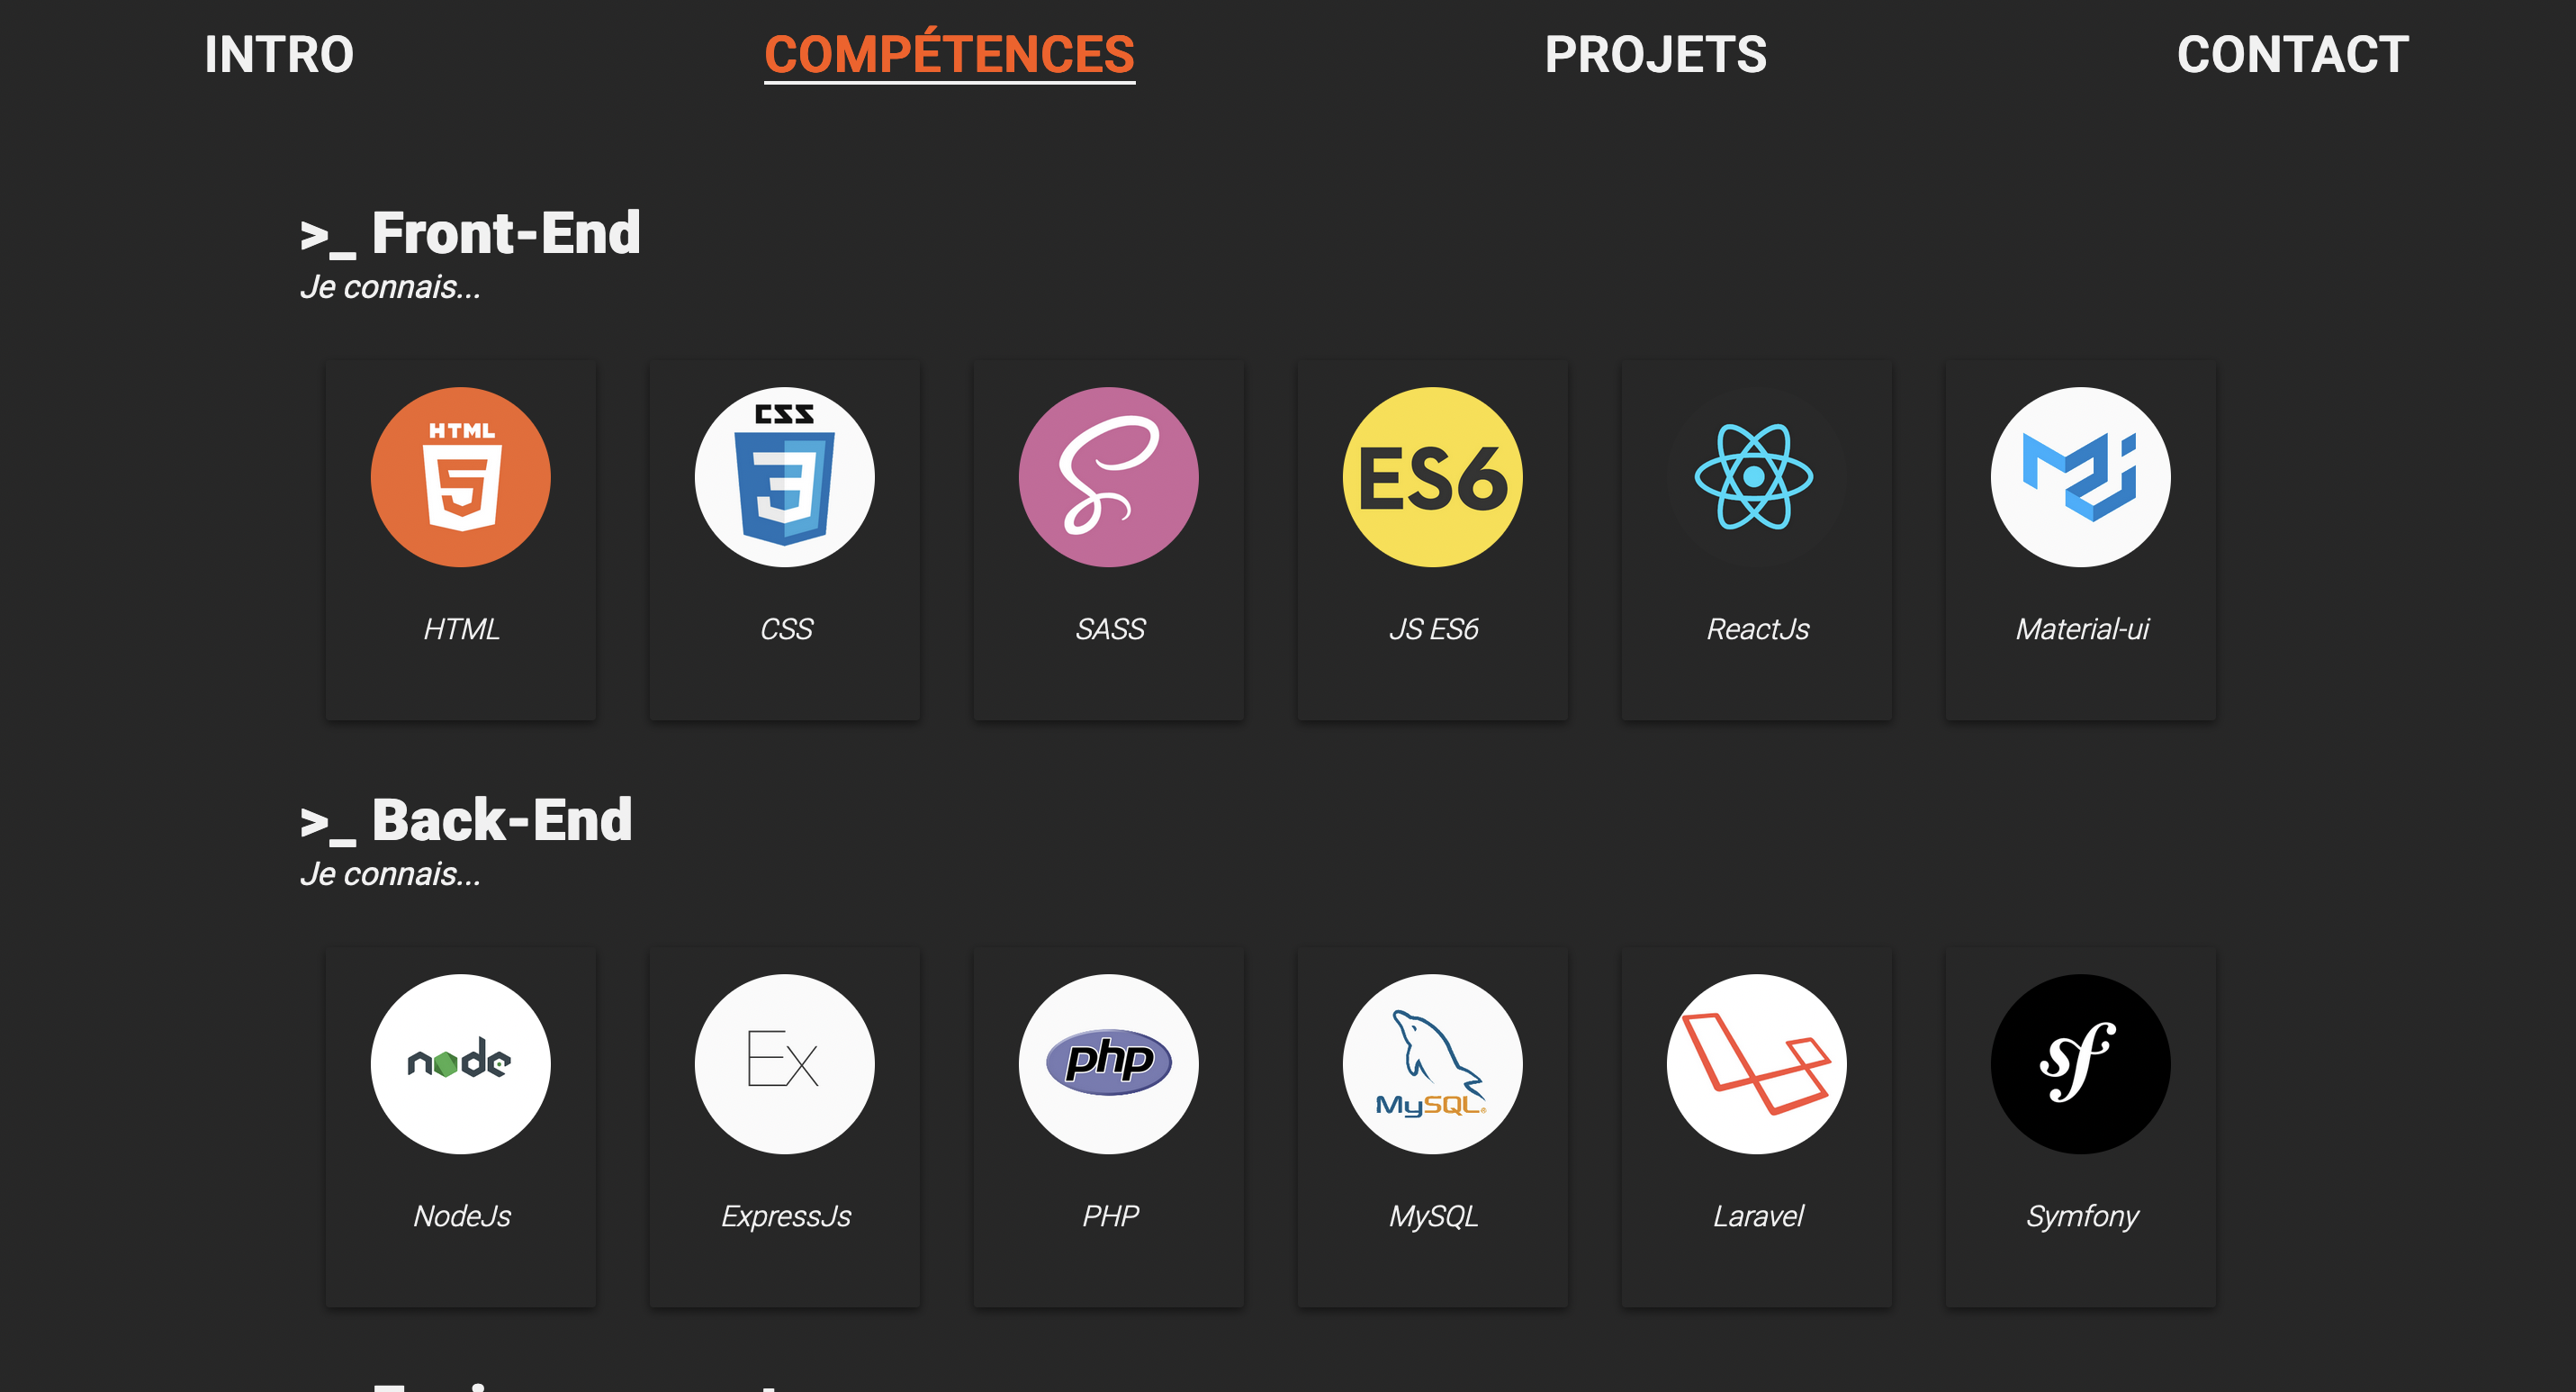 INTRO COMPÉTENCES PROJETS CONTACT
>_ Front-End
Je connais...
HTML
CSS
ES6
HTML CSS SASS JS ES6 ReactJs Material-ui
>_ Back-End
Je connais...
node Ex php MySQL sf
NodeJs ExpressJs PHP MySQL Laravel Symfony